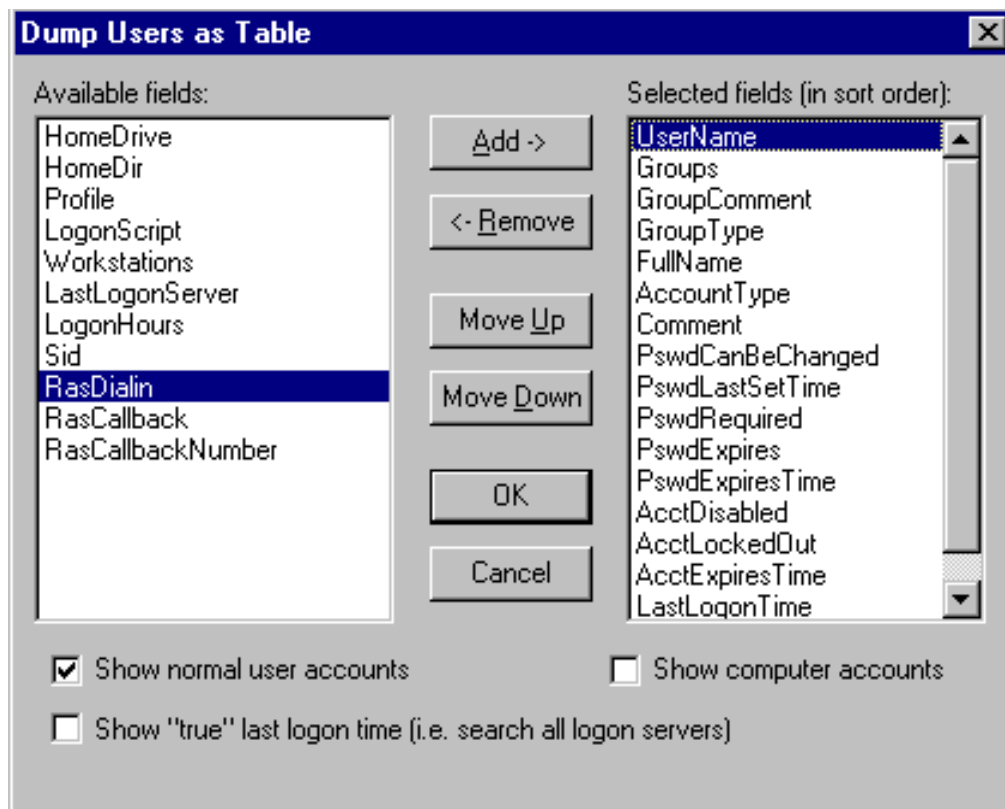 Dump Users as Table
Available fields:
HomeDrive
HomeDir
Profile
LogonScript
Workstations
LastLogonServer
LogonHours
Sid
RasDialin
RasCallback
RasCallbackNumber
Add ->
<- Remove
Move Up
Move Down
OK
Cancel
Selected fields (in sort order):
UserName
Groups
GroupComment
GroupType
FullName
AccountType
Comment
PswdCanBeChanged
PswdLastSetTime
PswdRequired
PswdExpires
PswdExpiresTime
AcctDisabled
AcctLockedOut
AcctExpiresTime
LastLogonTime
Show normal user accounts
Show computer accounts
Show "true" last logon time (i.e. search all logon servers)